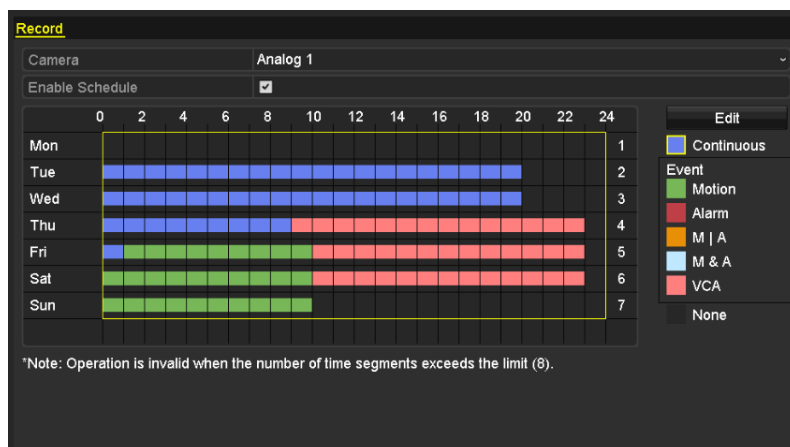 Record
Camera Analog 1
Enable Schedule
0 2 4 6 8 10 12 14 16 18 20 22 24
Edit
Mon 1
Continuous
Tue 2
Event
Motion
Wed 3
Alarm
Thu 4
M | A
Fri 5
M & A
Sat 6
VCA
Sun 7
None
*Note: Operation is invalid when the number of time segments exceeds the limit (8).